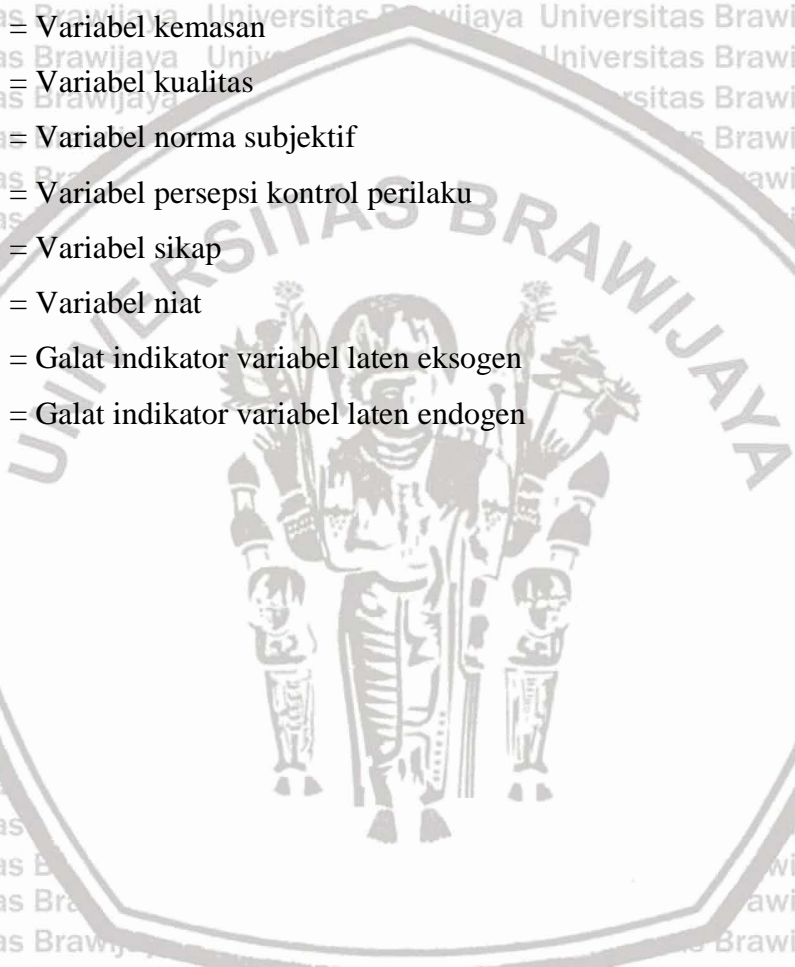 = Variabel kemasan
= Variabel kualitas
= Variabel norma subjektif
= Variabel persepsi kontrol perilaku
= Variabel sikap
= Variabel niat
= Galat indikator variabel laten eksogen
= Galat indikator variabel laten endogen
UNIVERSITAS BRAWIJAYA